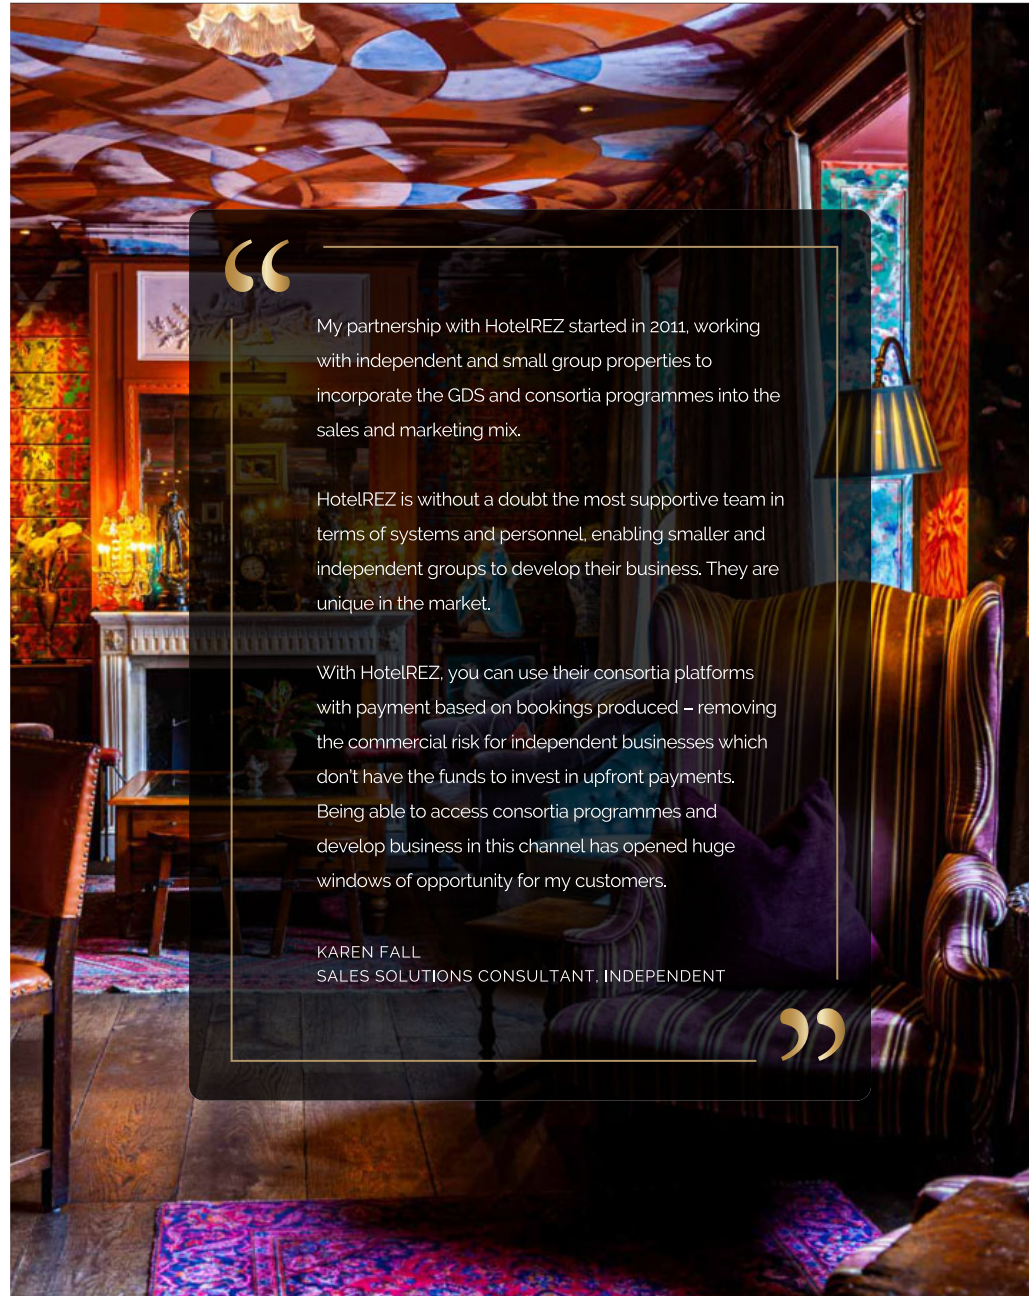 “
My partnership with HotelREZ started in 2011, working
with independent and small group properties to
incorporate the GDS and consortia programmes into the
sales and marketing mix.
HotelREZ is without a doubt the most supportive team in
terms of systems and personnel, enabling smaller and
independent groups to develop their business. They are
unique in the market.
With HotelREZ, you can use their consortia platforms
with payment based on bookings produced – removing
the commercial risk for independent businesses which
don't have the funds to invest in upfront payments.
Being able to access consortia programmes and
develop business in this channel has opened huge
windows of opportunity for my customers.
KAREN FALL
SALES SOLUTIONS CONSULTANT, INDEPENDENT
”